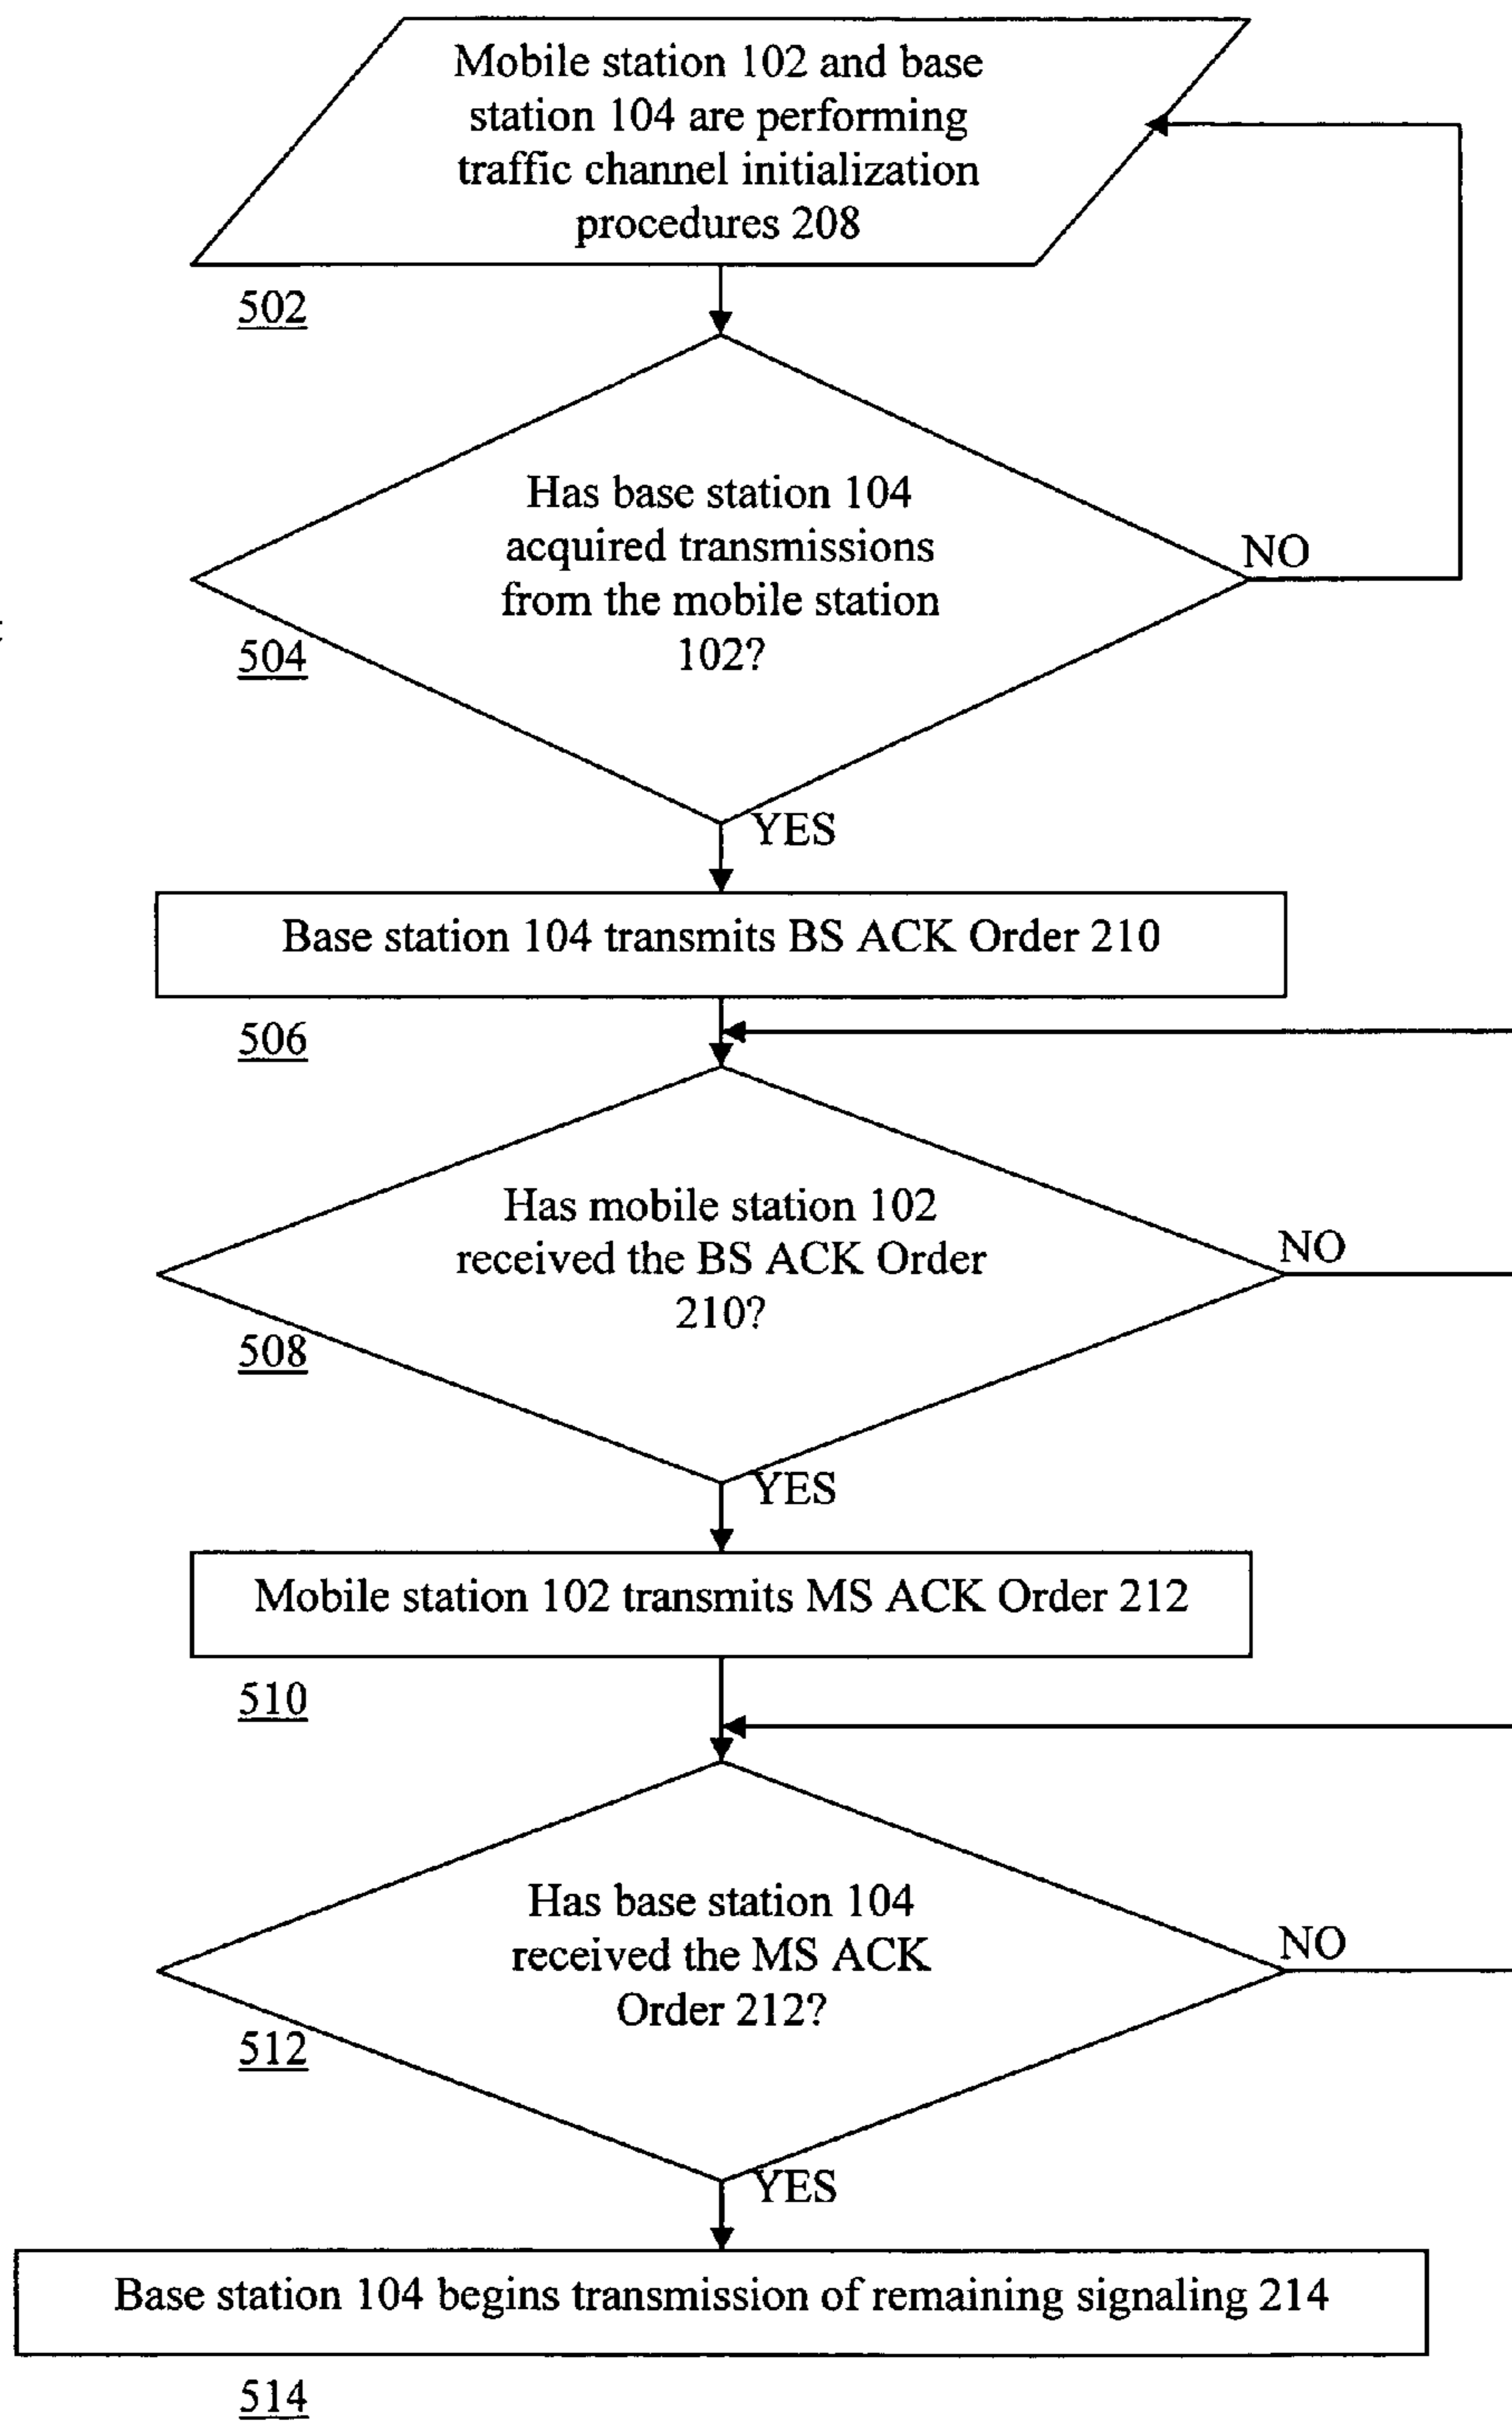 Mobile station 102 and base
station 104 are performing
traffic channel initialization
procedures 208
502
Has base station 104
acquired transmissions
from the mobile station
102?
NO
504
YES
Base station 104 transmits BS ACK Order 210
506
Has mobile station 102
received the BS ACK Order
210?
NO
508
YES
Mobile station 102 transmits MS ACK Order 212
510
Has base station 104
received the MS ACK
Order 212?
NO
512
YES
Base station 104 begins transmission of remaining signaling 214
514